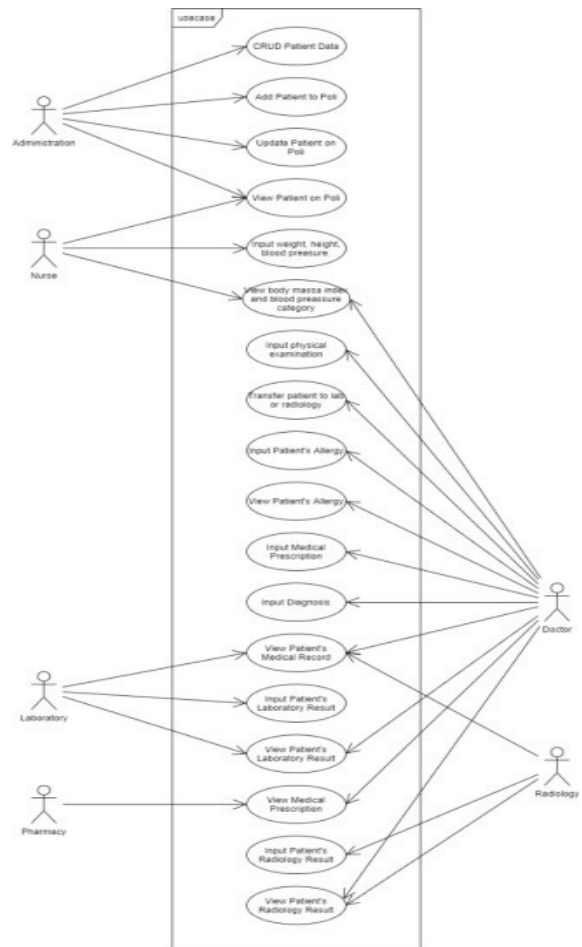 usecase
CRUD Patient Data
Add Patient to Poli
Administration
Update Patient on
Poli
View Patient on Poli
Nurse
Input weight, height,
blood preasure
View body massa index
and blood preassure
category
Input physical
examination
Transfer patient to lab
or radiology
Input Patient's Allergy
View Patient's Allergy
Input Medical
Prescription
Input Diagnosis
Doctor
View Patient's
Medical Record
Laboratory
Input Patient's
Laboratory Result
View Patient's
Laboratory Result
Radiology
View Medical
Prescription
Pharmacy
Input Patient's
Radiology Result
View Patient's
Radiology Result